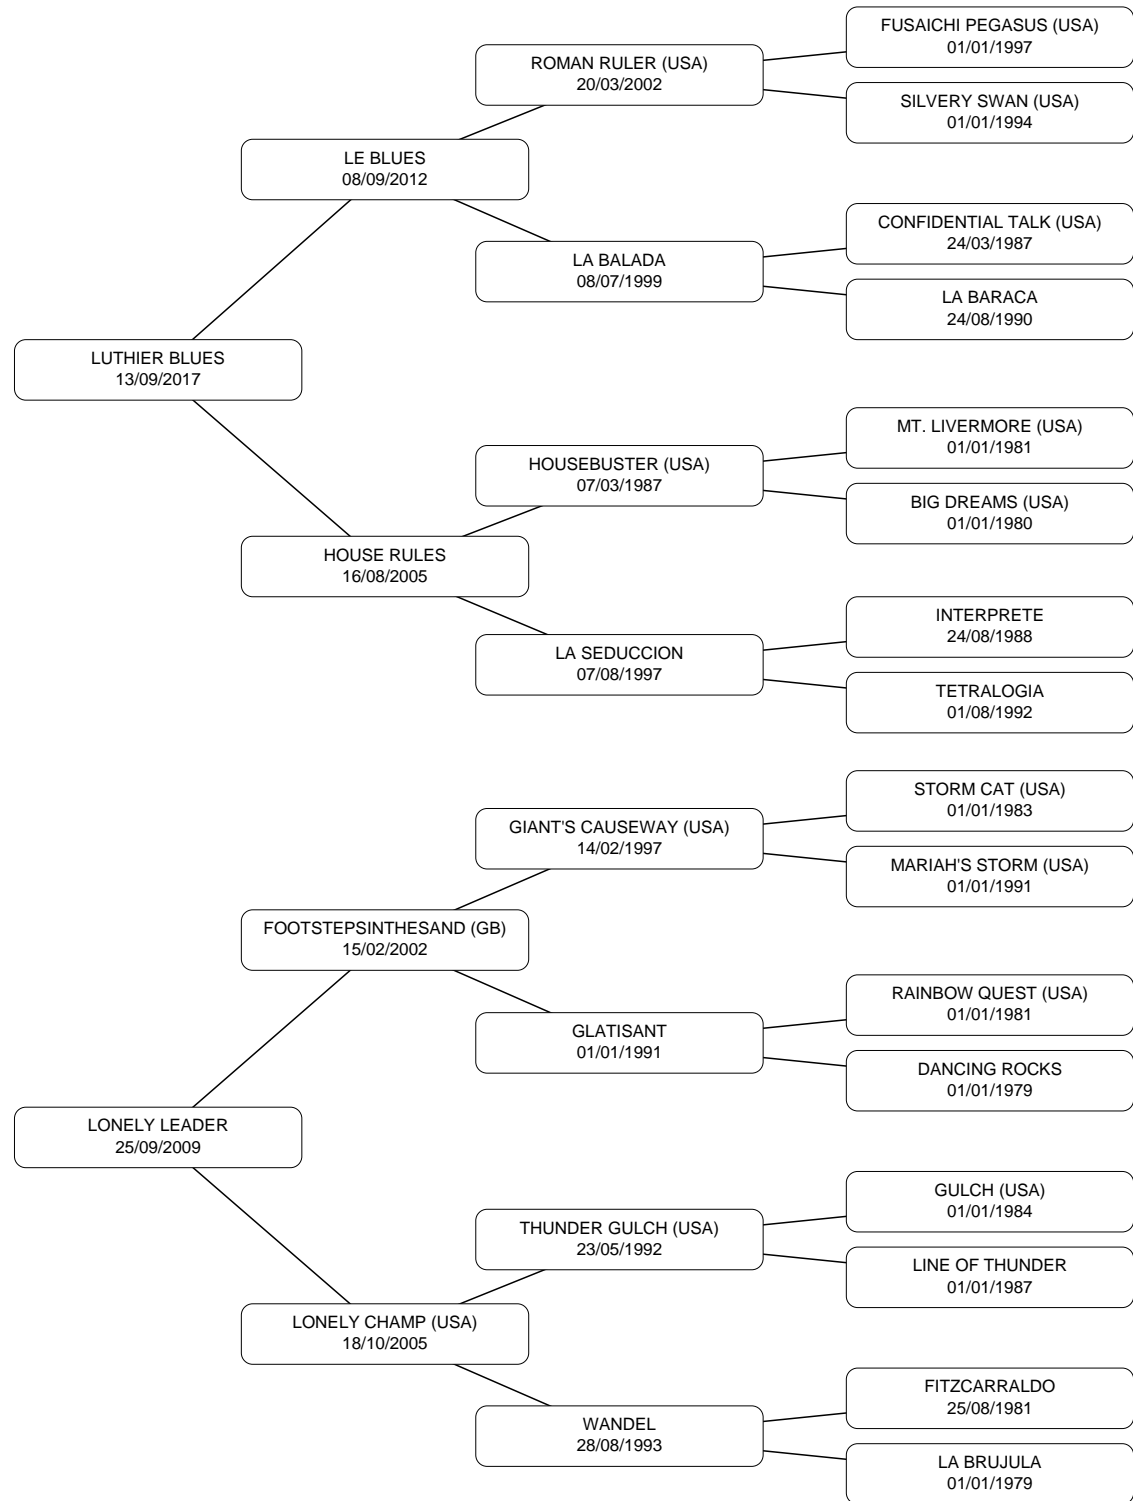 FUSAICHI PEGASUS (USA)
01/01/1997
ROMAN RULER (USA)
20/03/2002
SILVERY SWAN (USA)
01/01/1994
LE BLUES
08/09/2012
CONFIDENTIAL TALK (USA)
24/03/1987
LA BALADA
08/07/1999
LA BARACA
24/08/1990
LUTHIER BLUES
13/09/2017
MT. LIVERMORE (USA)
01/01/1981
HOUSEBUSTER (USA)
07/03/1987
BIG DREAMS (USA)
01/01/1980
HOUSE RULES
16/08/2005
INTERPRETE
24/08/1988
LA SEDUCCION
07/08/1997
TETRALOGIA
01/08/1992
STORM CAT (USA)
01/01/1983
GIANT'S CAUSEWAY (USA)
14/02/1997
MARIAH'S STORM (USA)
01/01/1991
FOOTSTEPSINTHESAND (GB)
15/02/2002
RAINBOW QUEST (USA)
01/01/1981
GLATISANT
01/01/1991
DANCING ROCKS
01/01/1979
LONELY LEADER
25/09/2009
GULCH (USA)
01/01/1984
THUNDER GULCH (USA)
23/05/1992
LINE OF THUNDER
01/01/1987
LONELY CHAMP (USA)
18/10/2005
FITZCARRALDO
25/08/1981
WANDEL
28/08/1993
LA BRUJULA
01/01/1979